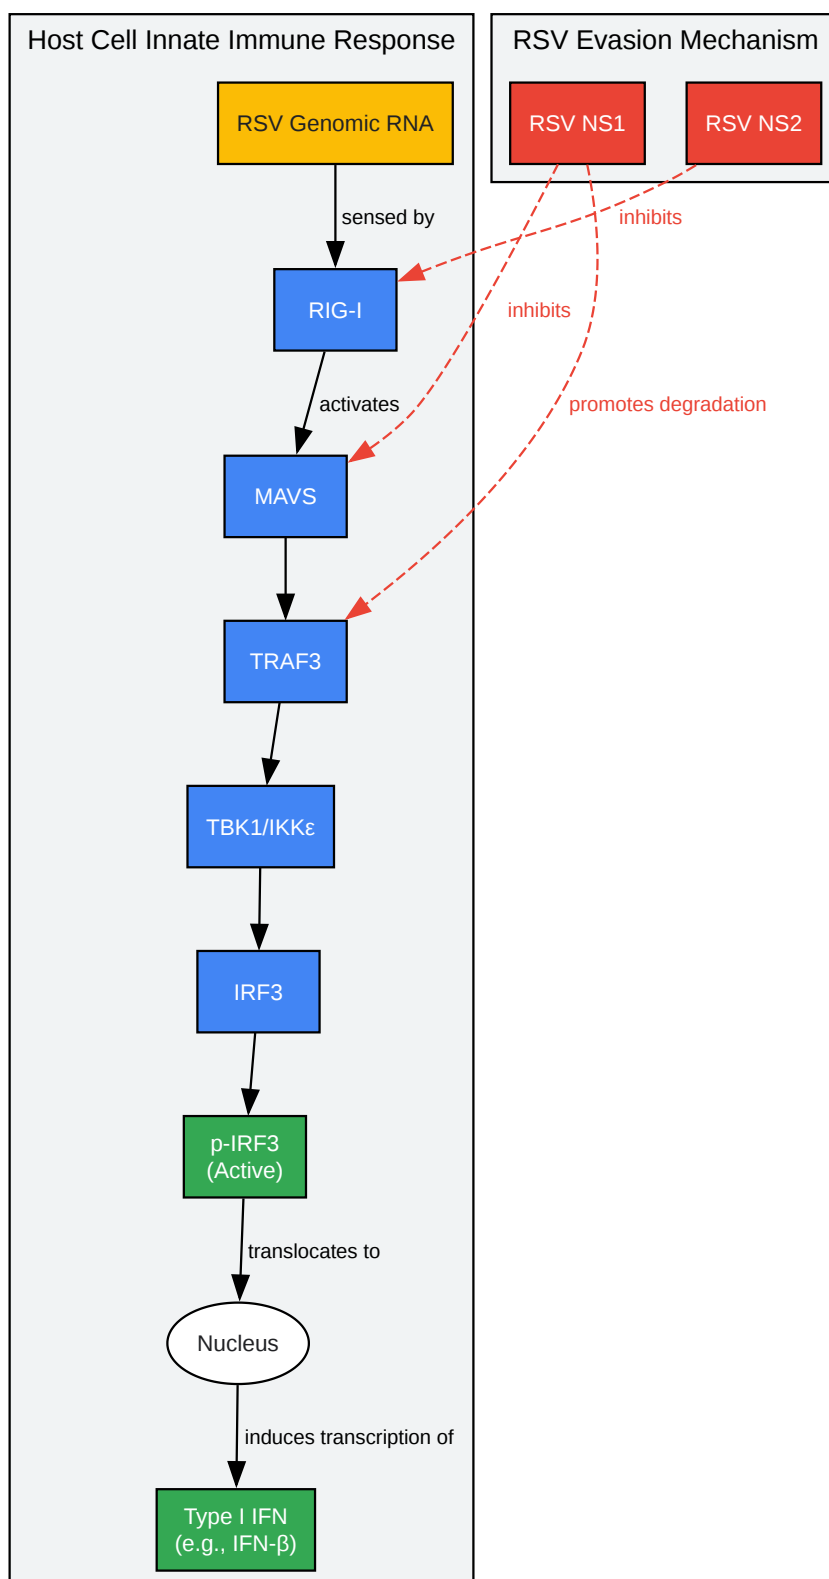 Host Cell Innate Immune Response
RSV Evasion Mechanism
RSV Genomic RNA
RSV NS1
RSV NS2
sensed by
inhibits
RIG-I
inhibits
activates
promotes degradation
MAVS
TRAF3
TBK1/IKKε
IRF3
p-IRF3
(Active)
translocates to
Nucleus
induces transcription of
Type I IFN
(e.g., IFN-β)